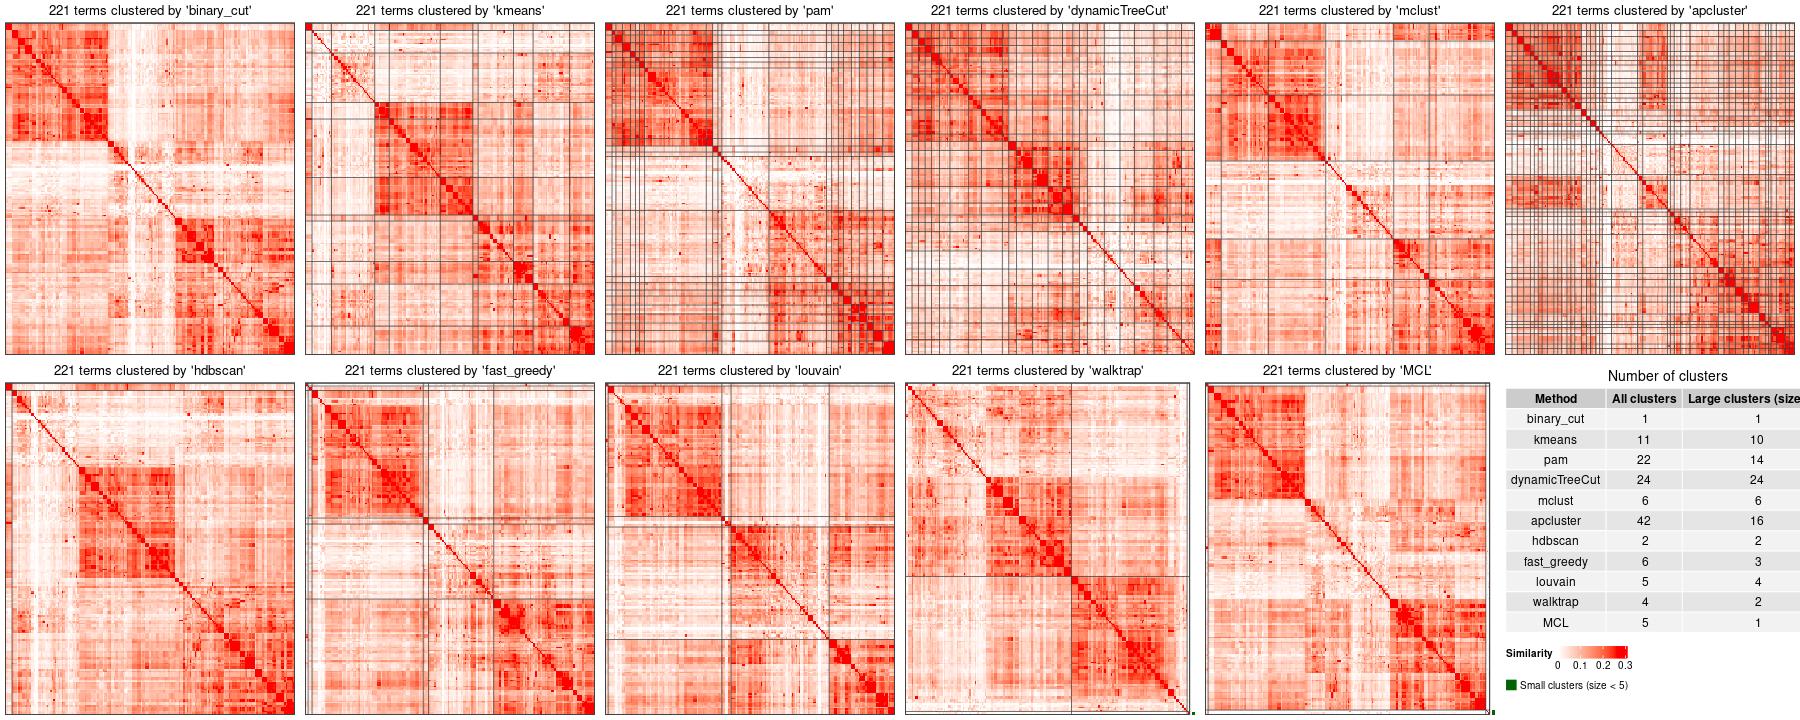 221 terms clustered by 'binary_cut'
221 terms clustered by 'kmeans'
221 terms clustered by 'pam'
221 terms clustered by 'dynamicTreeCut'
221 terms clustered by 'mclust'
221 terms clustered by 'apcluster'
221 terms clustered by 'hdbscan'
221 terms clustered by 'fast_greedy'
221 terms clustered by 'louvain'
221 terms clustered by 'walktrap'
221 terms clustered by 'MCL'
Number of clusters
Method All clusters Large clusters (size
binary_cut 1 1
kmeans 11 10
pam 22 14
dynamicTreeCut 24 24
mclust 6 6
apcluster 42 16
hdbscan 2 2
fast_greedy 6 3
louvain 5 4
walktrap 4 2
MCL 5 1
Similarity
0 0.1 0.2 0.3
Small clusters (size < 5)